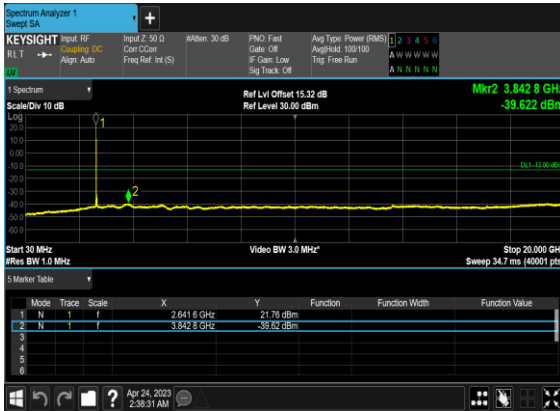 Spectrum Analyzer 1
Swept SA
+
KEYSIGHT Input: RF Input Z: 50 Ω #Atten: 30 dB PNO: Fast Avg Type: Power (RMS) 1 2 3 4 5 6
R L T Coupling: DC Corr CCorr Gate: Off Avg|Hold: 100/100 A W W W W W
Align: Auto Freq Ref: Int (S) IF Gain: Low Trig: Free Run
Sig Track: Off A N N N N N
1 Spectrum Ref Lvl Offset 15.32 dB Mkr2 3.842 8 GHz
Scale/Div 10 dB Ref Level 30.00 dBm -39.622 dBm
Log
1
20.0
10.0
0.00
-10.0
DL1 -13.00 dBm
-20.0
-30.0
2
-40.0
-50.0
-60.0
Start 30 MHz Video BW 3.0 MHz* Stop 20.000 GHz
#Res BW 1.0 MHz Sweep 34.7 ms (40001 pts)
5 Marker Table
Mode Trace Scale X Y Function Function Width Function Value
1 N 1 f 2.641 6 GHz 21.76 dBm
2 N 1 f 3.842 8 GHz -39.62 dBm
3
4
5
6
? Apr 24, 2023
2:38:31 AM